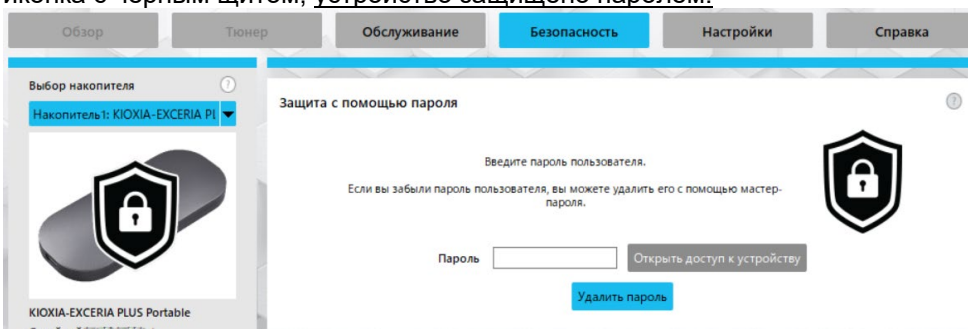 иконка с черным щитом, устройство защищено паролем.
Обзор
Тюнер
Обслуживание
Безопасность
Настройки
Справка
Выбор накопителя
?
Накопитель1: KIOXIA-EXCERIA PL
KIOXIA-EXCERIA PLUS Portable
Защита с помощью пароля
?
Введите пароль пользователя.
Если вы забыли пароль пользователя, вы можете удалить его с помощью мастер-
пароля.
Пароль
Открыть доступ к устройству
Удалить пароль